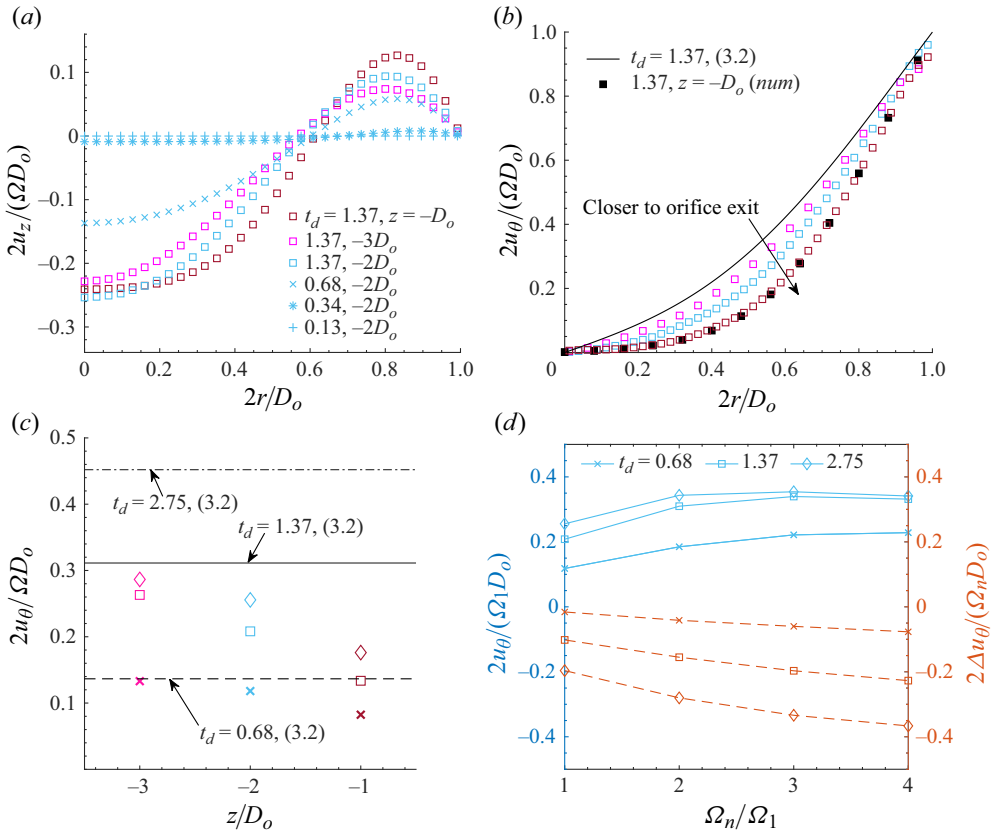 (a)
2u_z/(ΩD_o)
0.1
0
–0.1
–0.2
–0.3
t_d = 1.37, z = –D_o
1.37, –3D_o
1.37, –2D_o
0.68, –2D_o
0.34, –2D_o
0.13, –2D_o
0 0.2 0.4 0.6 0.8 1.0
2r/D_o
(b)
2u_θ/(ΩD_o)
1.0
0.8
0.6
0.4
0.2
t_d = 1.37, (3.2)
1.37, z = –D_o (num)
Closer to orifice exit
0 0.2 0.4 0.6 0.8 1.0
2r/D_o
(c)
2u_θ/ΩD_o
0.5
0.4
0.3
0.2
0.1
t_d = 2.75, (3.2)
t_d = 1.37, (3.2)
t_d = 0.68, (3.2)
–3 –2 –1
z/D_o
(d)
2u_θ/(Ω_1D_o)
0.4
0.2
0
–0.2
–0.4
t_d = 0.68 1.37 2.75
0.4
0.2
0
–0.2
–0.4
2Δu_θ/(Ω_nD_o)
1 2 3 4
Ω_n/Ω_1